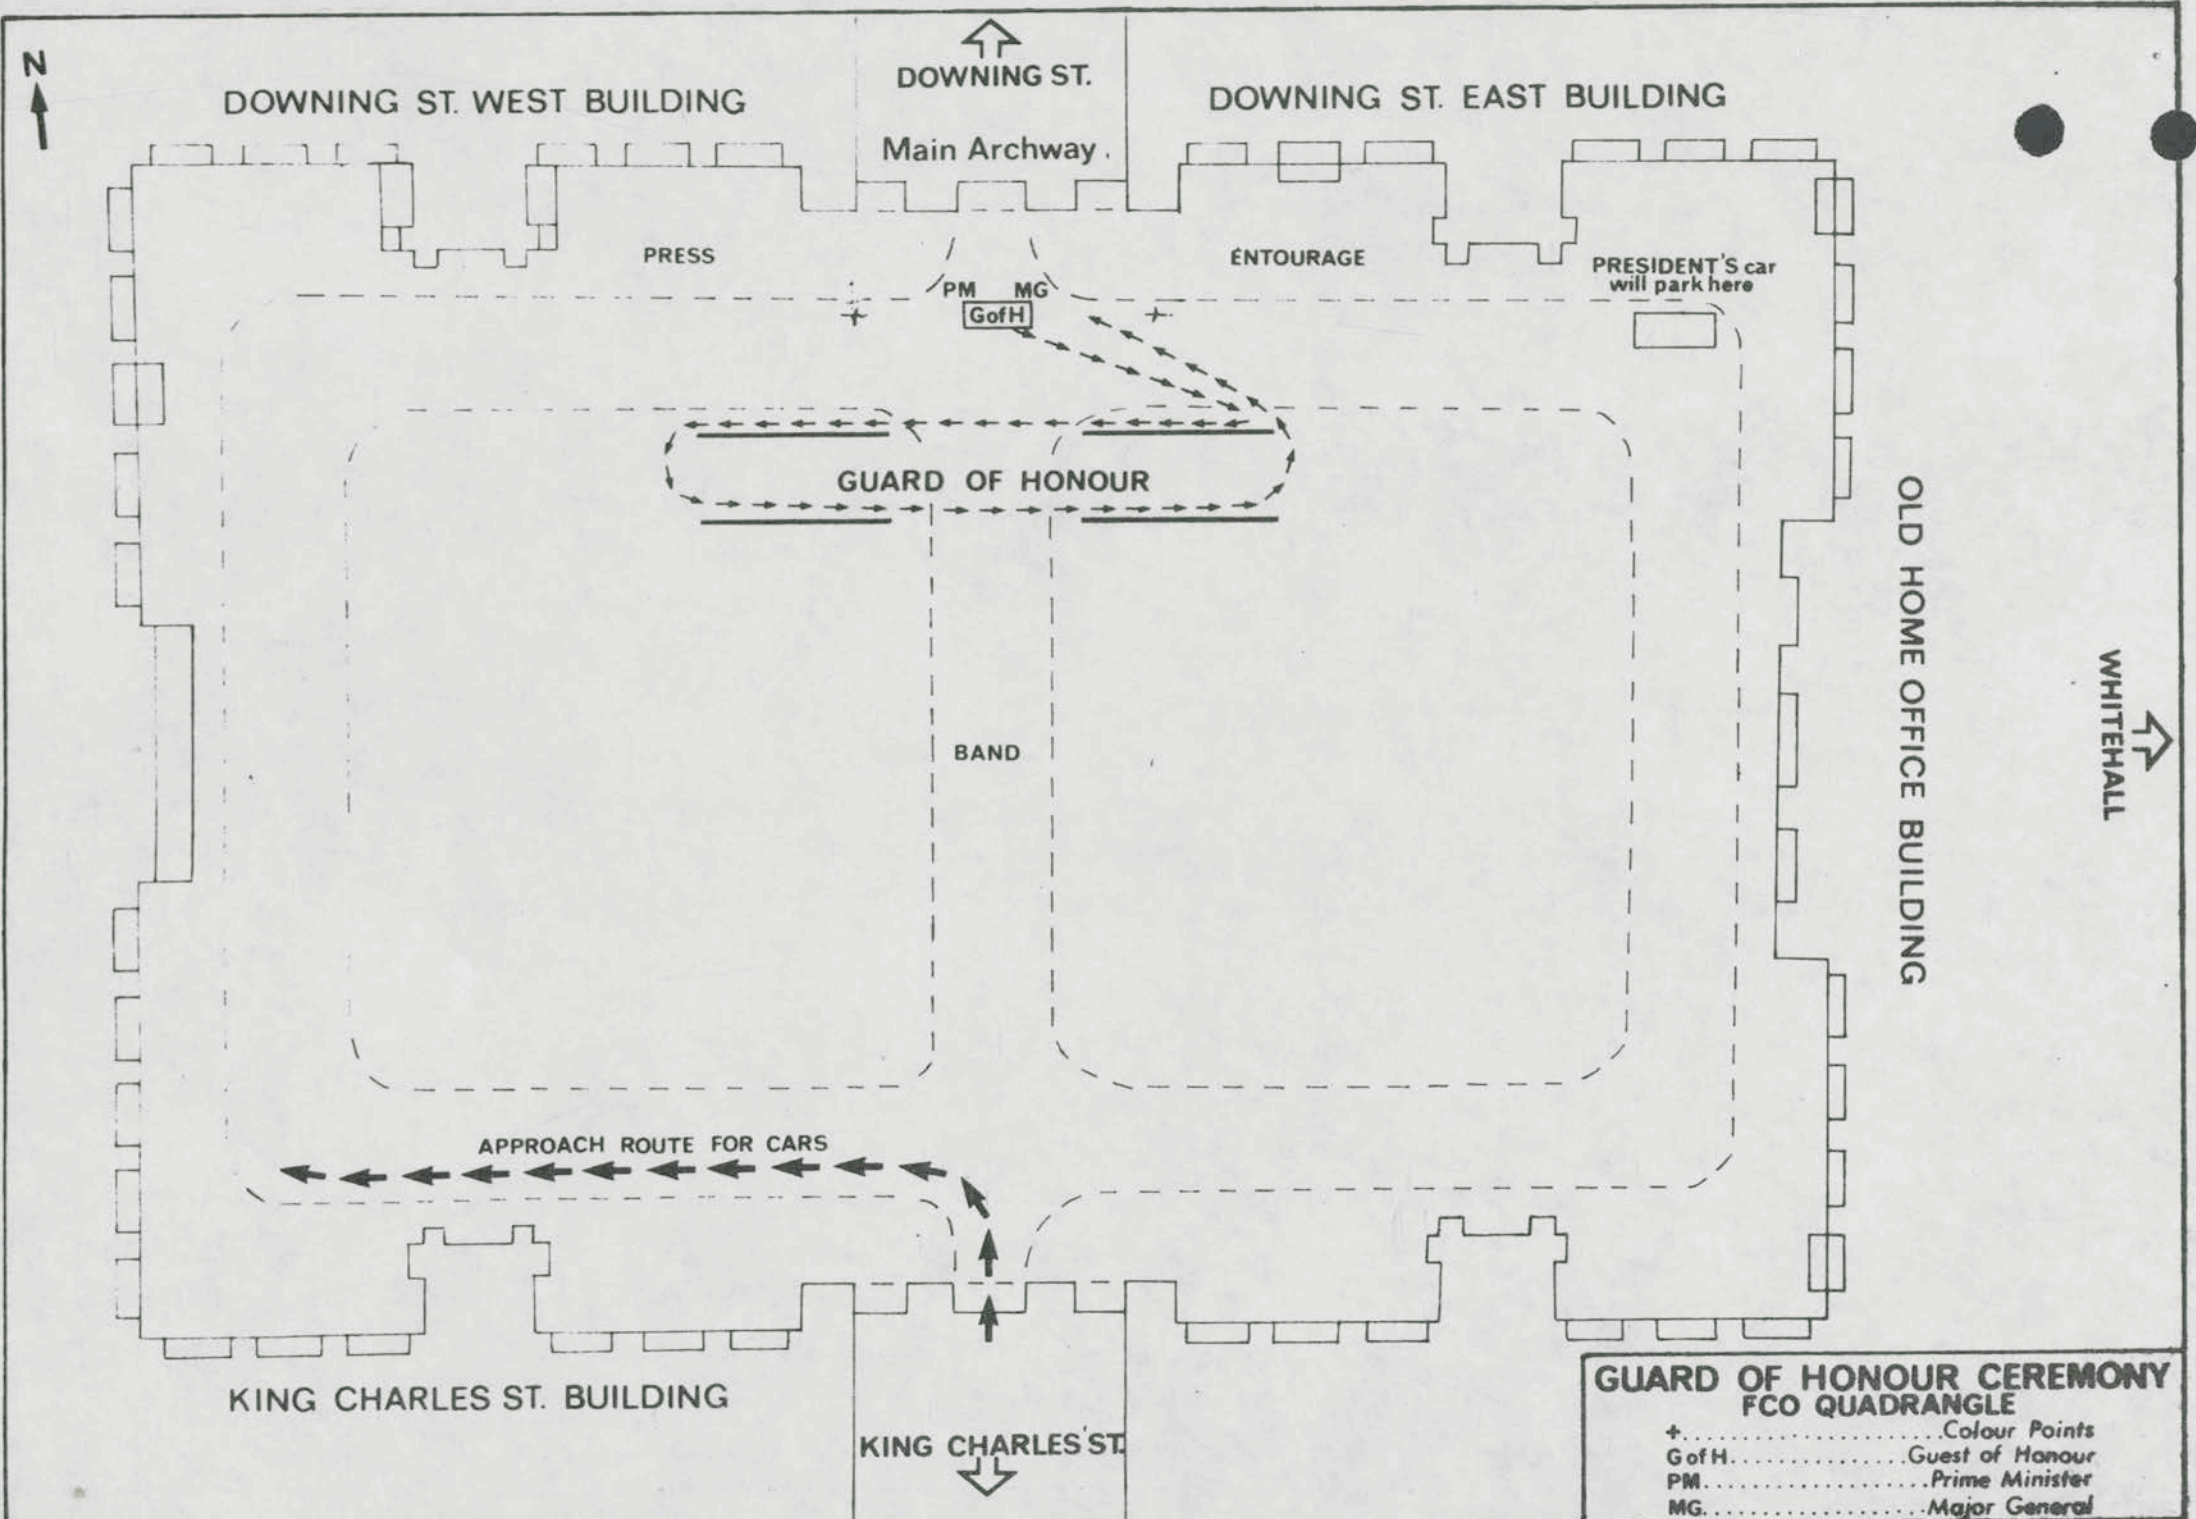 N
DOWNING ST. WEST BUILDING
DOWNING ST.
Main Archway.
DOWNING ST. EAST BUILDING
PRESS
ENTOURAGE
PRESIDENT'S car
will park here
PM MG
GofH
GUARD OF HONOUR
OLD HOME OFFICE BUILDING
WHITEHALL
BAND
APPROACH ROUTE FOR CARS
KING CHARLES ST. BUILDING
KING CHARLES' ST.
GUARD OF HONOUR CEREMONY
FCO QUADRANGLE
+......................Colour Points
G of H...............Guest of Honour
PM...................Prime Minister
MG...................Major General